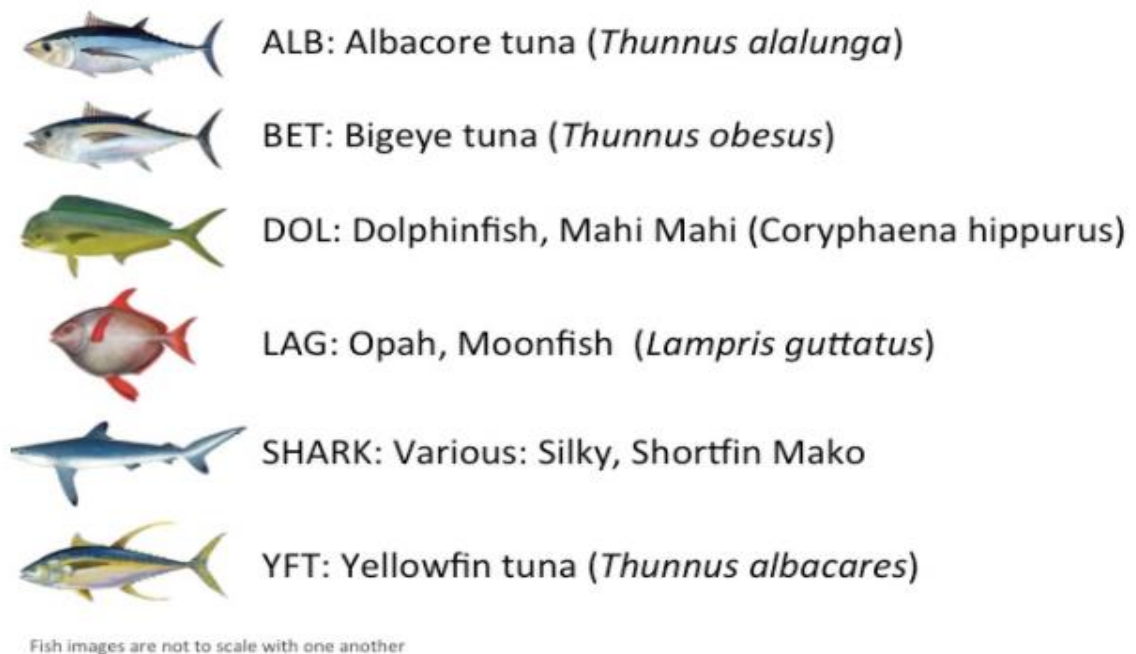 ALB: Albacore tuna (Thunnus alalunga)
BET: Bigeye tuna (Thunnus obesus)
DOL: Dolphinfish, Mahi Mahi (Coryphaena hippurus)
LAG: Opah, Moonfish (Lampris guttatus)
SHARK: Various: Silky, Shortfin Mako
YFT: Yellowfin tuna (Thunnus albacares)
Fish images are not to scale with one another